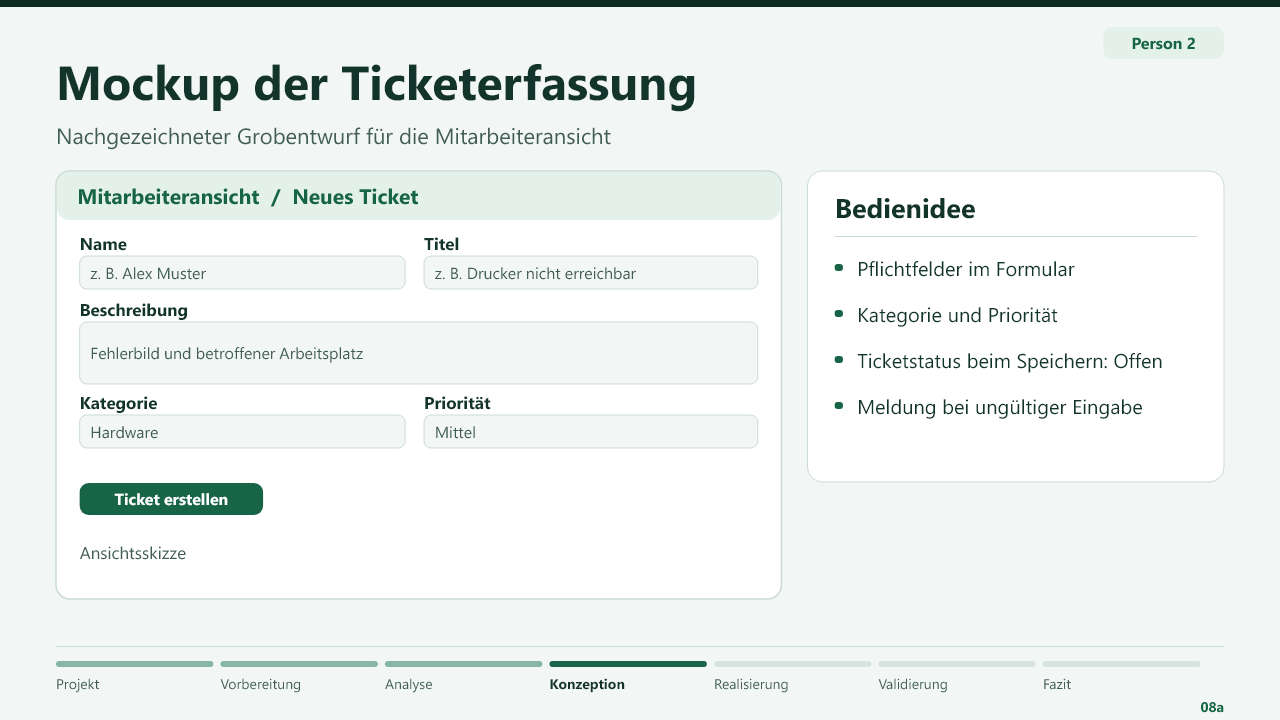 Person 2
Mockup der Ticketerfassung
Nachgezeichneter Grobentwurf für die Mitarbeiteransicht
Mitarbeiteransicht / Neues Ticket
Name
Titel
z. B. Alex Muster
z. B. Drucker nicht erreichbar
Beschreibung
Fehlerbild und betroffener Arbeitsplatz
Kategorie
Priorität
Hardware
Mittel
Ticket erstellen
Ansichtsskizze
Bedienidee
• Pflichtfelder im Formular
• Kategorie und Priorität
• Ticketstatus beim Speichern: Offen
• Meldung bei ungültiger Eingabe
Projekt
Vorbereitung
Analyse
Konzeption
Realisierung
Validierung
Fazit
08a